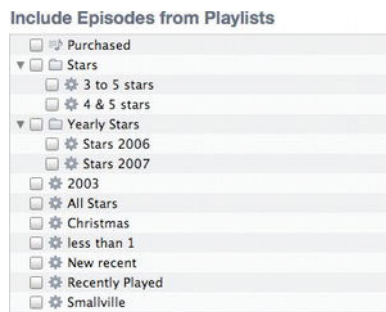 Include Episodes from Playlists
Purchased
Stars
3 to 5 stars
4 & 5 stars
Yearly Stars
Stars 2006
Stars 2007
2003
All Stars
Christmas
less than 1
New recent
Recently Played
Smallville